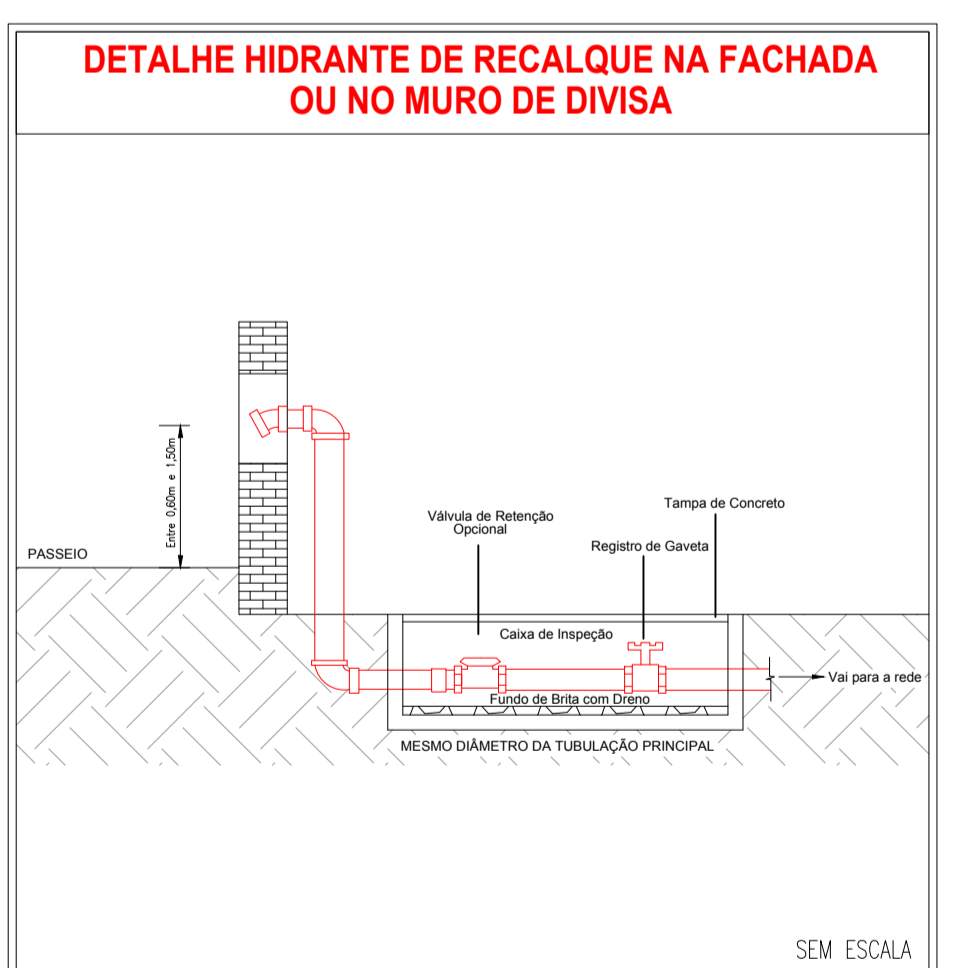 DETALHE HIDRANTE DE RECALQUE NA FACHADA
OU NO MURO DE DIVISA
Entre 0,60m e 1,50m
PASSEIO
Válvula de Retenção
Opcional
Tampa de Concreto
Registro de Gaveta
Caixa de Inspeção
Vai para a rede
Fundo de Brita com Dreno
MESMO DIÂMETRO DA TUBULAÇÃO PRINCIPAL
SEM ESCALA